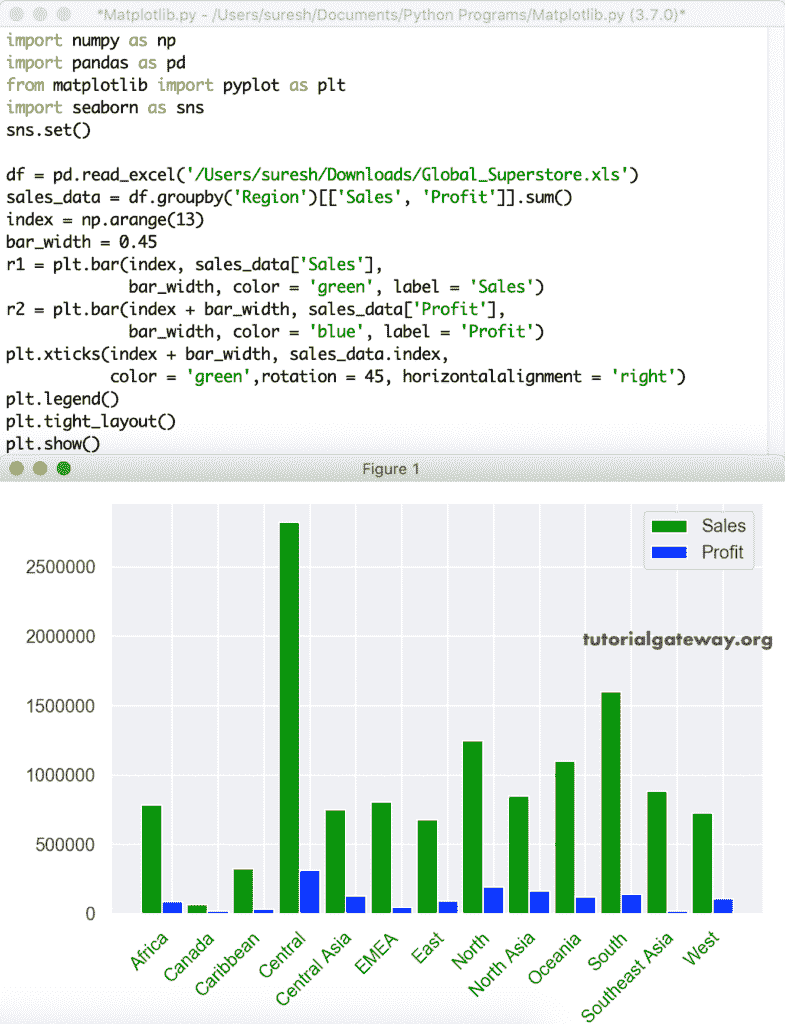 *Matplotlib.py - /Users/suresh/Documents/Python Programs/Matplotlib.py (3.7.0)*
import numpy as np
import pandas as pd
from matplotlib import pyplot as plt
import seaborn as sns
sns.set()
df = pd.read_excel('/Users/suresh/Downloads/Global_Superstore.xls')
sales_data = df.groupby('Region')[['Sales', 'Profit']].sum()
index = np.arange(13)
bar_width = 0.45
r1 = plt.bar(index, sales_data['Sales'],
bar_width, color = 'green', label = 'Sales')
r2 = plt.bar(index + bar_width, sales_data['Profit'],
bar_width, color = 'blue', label = 'Profit')
plt.xticks(index + bar_width, sales_data.index,
color = 'green',rotation = 45, horizontalalignment = 'right')
plt.legend()
plt.tight_layout()
plt.show()
Figure 1
Sales
Profit
tutorialgateway.org
2500000
2000000
1500000
1000000
500000
0
Africa
Canada
Caribbean
Central
Central Asia
EMEA
East
North
North Asia
Oceania
South
Southeast Asia
West